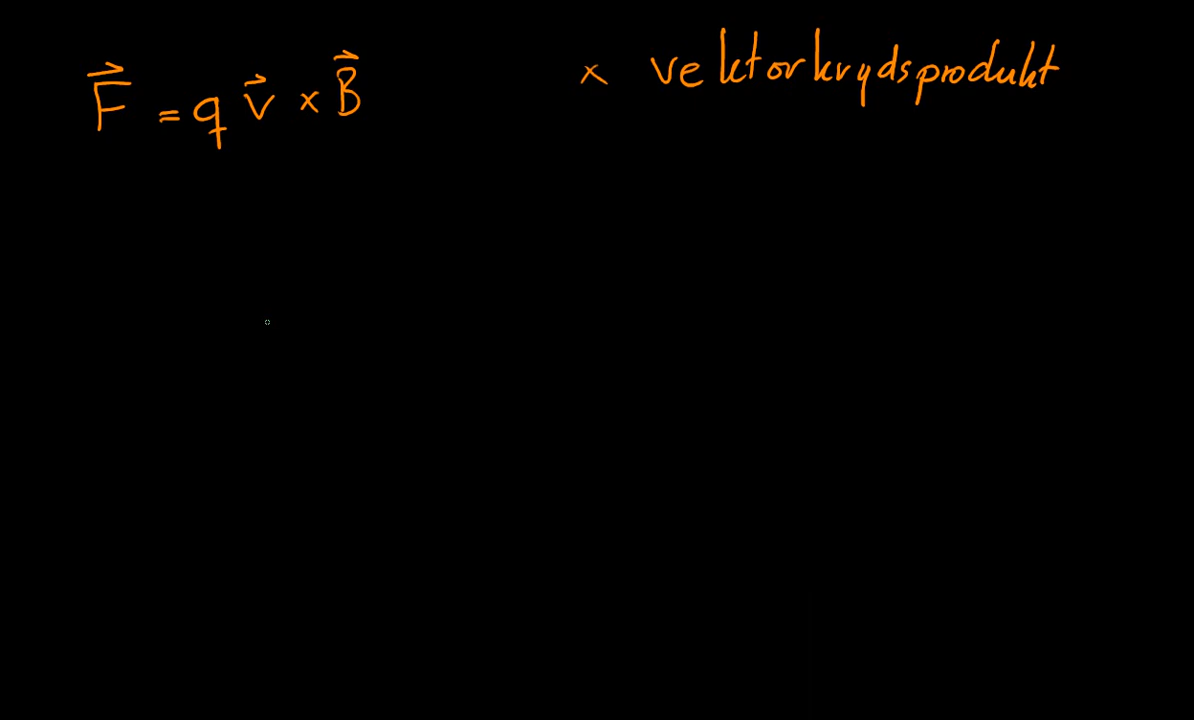 F⃗ = q v⃗ × B⃗
× vektorkrydsprodukt